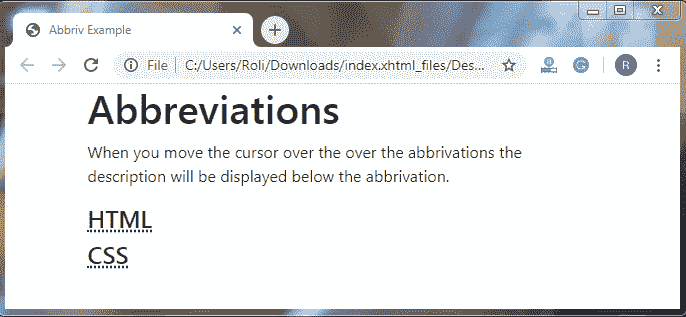 Abbriv Example
File
C:/Users/Roli/Downloads/index.xhtml_files/Des...
R
Abbreviations
When you move the cursor over the over the abbrivations the
description will be displayed below the abbrivation.
HTML
CSS